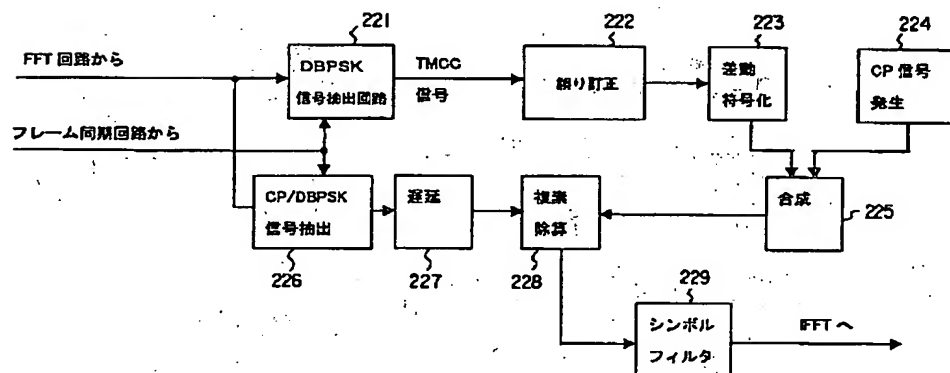 221
222
223
224
FFT 回路から
DBPSK
信号抽出回路
TMCC
信号
誤り訂正
差動
符号化
CP 信号
発生
フレーム同期回路から
CP/DBPSK
信号抽出
遅延
複素
除算
合成
225
226
227
228
229
シンボル
フィルタ
IFFT へ